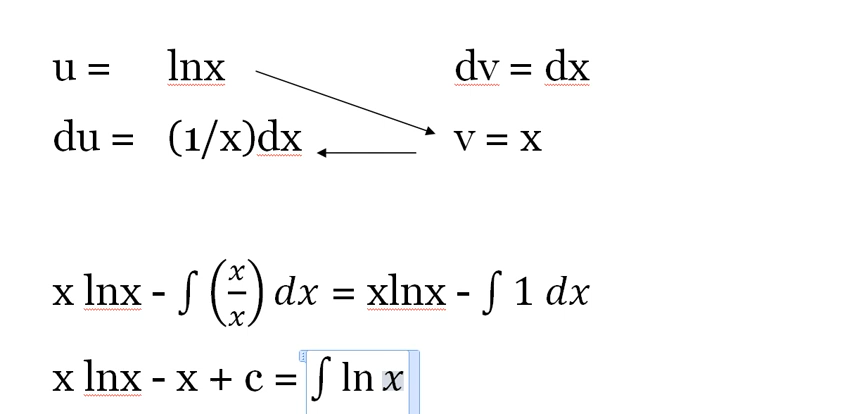 u = lnx dv = dx
du = (1/x)dx v = x
x lnx - ∫ (x/x) dx = xlnx - ∫ 1 dx
x lnx - x + c = ∫ ln x